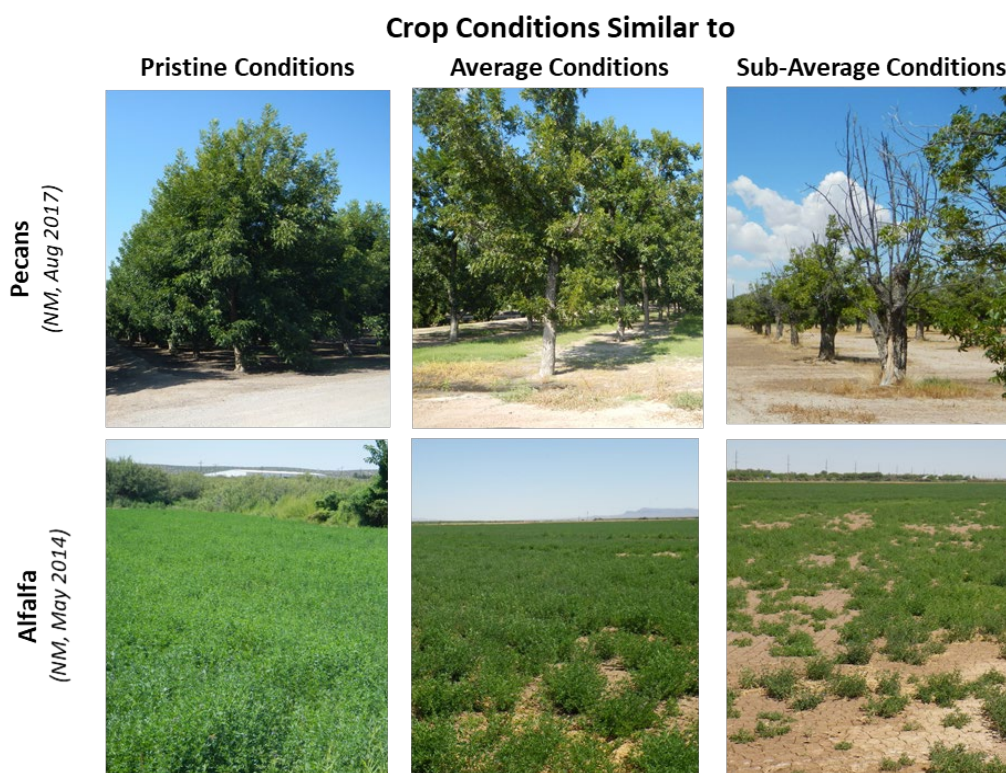 Crop Conditions Similar to
Pristine Conditions
Average Conditions
Sub-Average Conditions
Pecans
(NM, Aug 2017)
Alfalfa
(NM, May 2014)